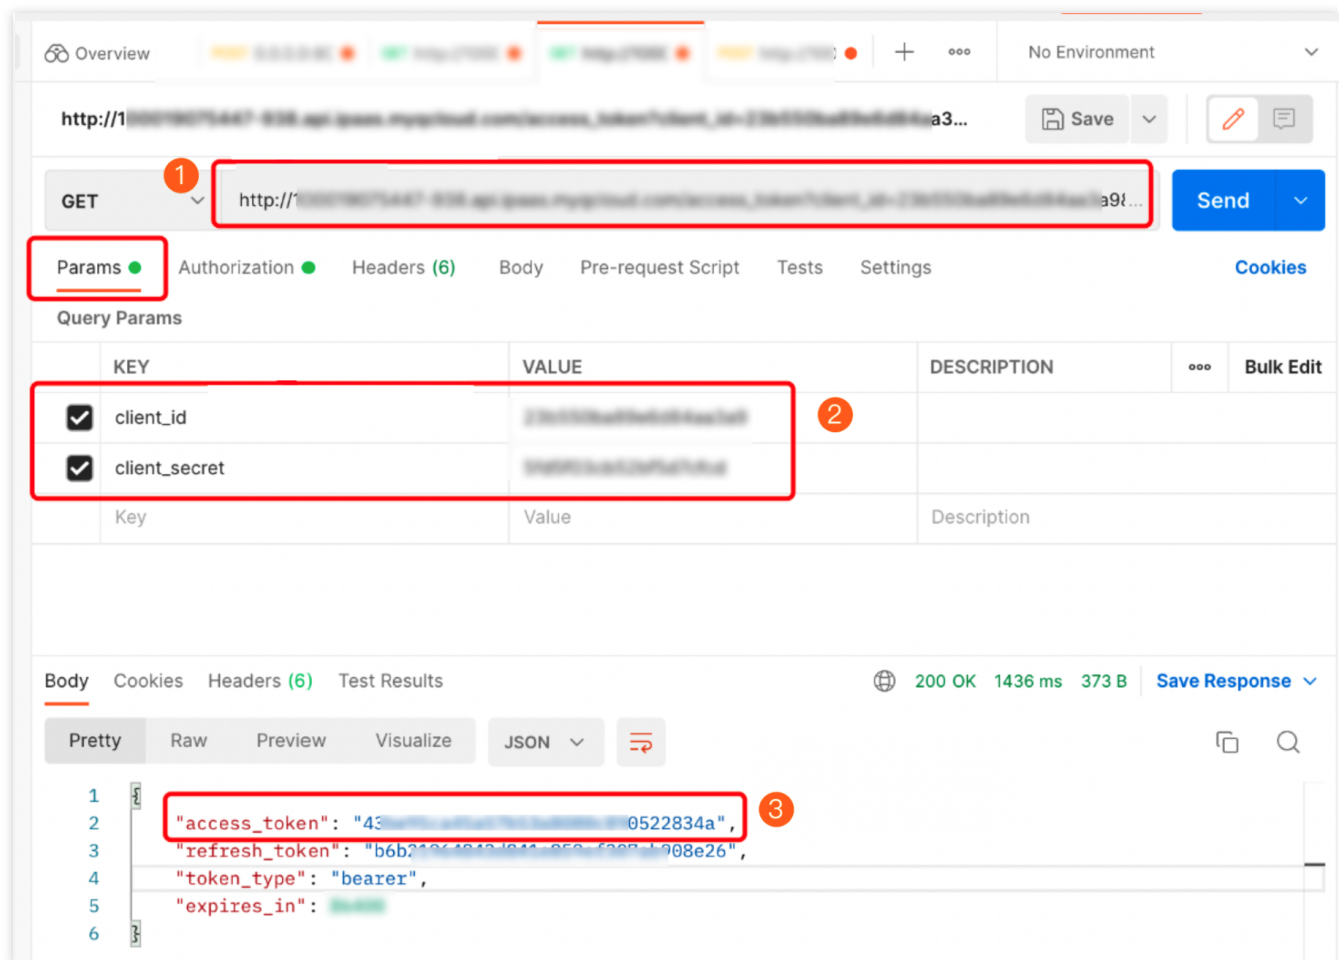 Overview
No Environment
http://1 a3...
Save
1
GET http://1 a98...
Send
Params Authorization Headers (6) Body Pre-request Script Tests Settings Cookies
Query Params
KEY VALUE DESCRIPTION Bulk Edit
client_id
2
client_secret
Key Value Description
Body Cookies Headers (6) Test Results 200 OK 1436 ms 373 B Save Response
Pretty Raw Preview Visualize JSON
1 {
2 "access_token": "43 0522834a",
3
3 "refresh_token": "b6b 908e26",
4 "token_type": "bearer",
5 "expires_in":
6 }